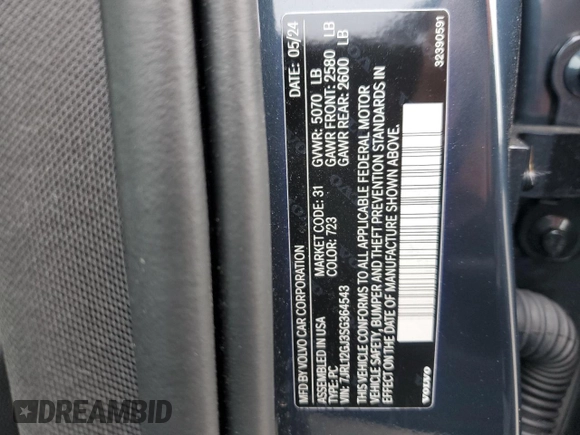 MFD BY VOLVO CAR CORPORATION DATE: 05/24
ASSEMBLED IN USA MARKET CODE: 31 GVWR: 5070 LB
TYPE: PC COLOR: 723 GAWR FRONT: 2580 LB
VIN: 7JRL12GJ3SG364543 GAWR REAR: 2600 LB
THIS VEHICLE CONFORMS TO ALL APPLICABLE FEDERAL MOTOR
VEHICLE SAFETY, BUMPER AND THEFT PREVENTION STANDARDS IN
EFFECT ON THE DATE OF MANUFACTURE SHOWN ABOVE.
VOLVO
32390591
DREAMBID